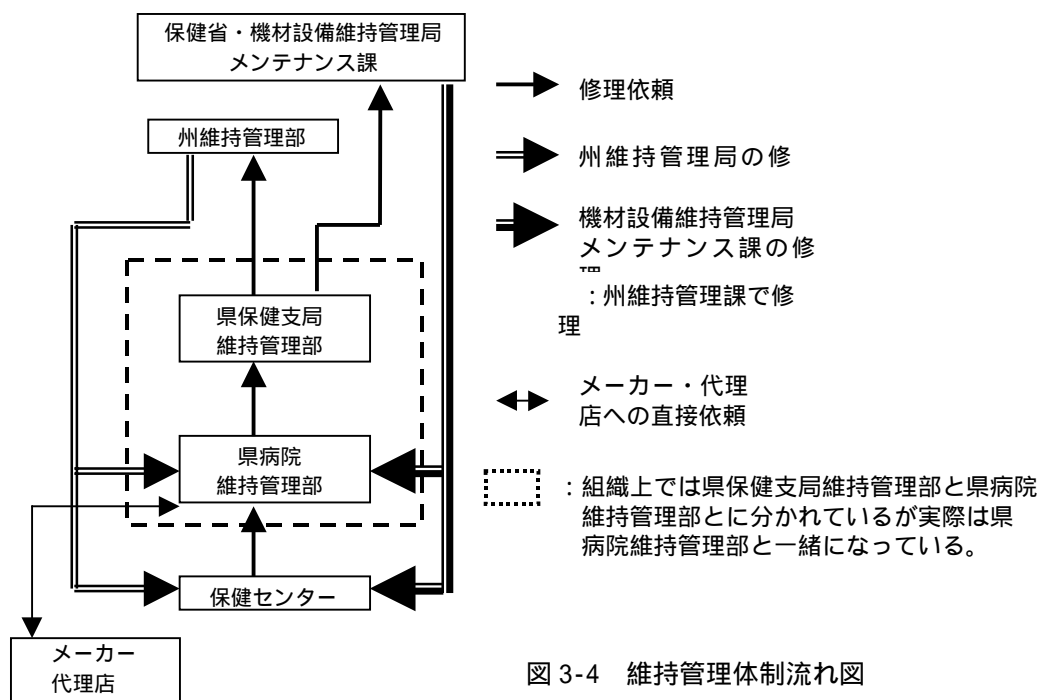 保健省・機材設備維持管理局
メンテナンス課
州維持管理部
県保健支局
維持管理部
県病院
維持管理部
保健センター
メーカー
代理店
修理依頼
州維持管理局の修
機材設備維持管理局
メンテナンス課の修
:州維持管理課で修
理
メーカー・代理
店への直接依頼
:組織上では県保健支局維持管理部と県病院
維持管理部とに分かれているが実際は県
病院維持管理部と一緒になっている。
図 3-4 維持管理体制流れ図